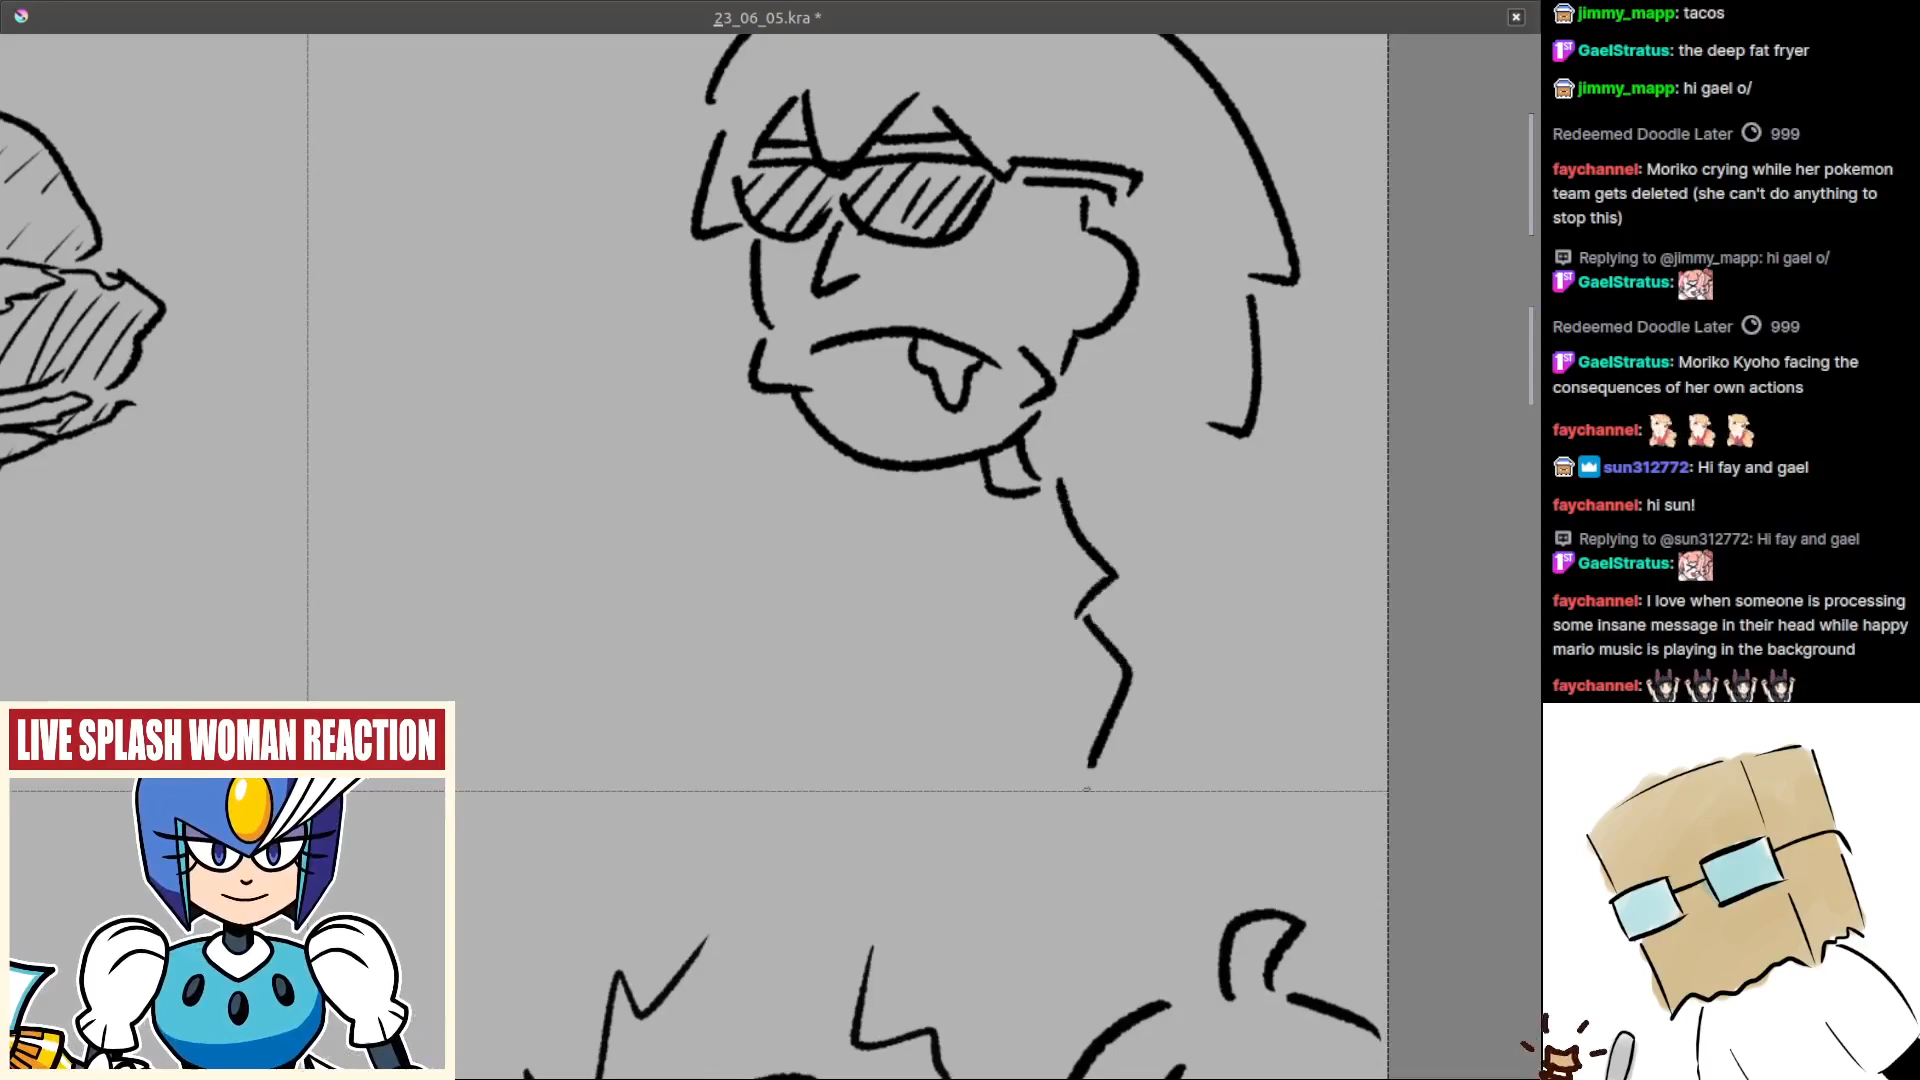 23_06_05.kra *
jimmy_mapp: tacos
GaelStratus: the deep fat fryer
jimmy_mapp: hi gael o/
Redeemed Doodle Later 999
faychannel: Moriko crying while her pokemon
team gets deleted (she can't do anything to
stop this)
Replying to @jimmy_mapp: hi gael o/
GaelStratus:
Redeemed Doodle Later 999
GaelStratus: Moriko Kyoho facing the
consequences of her own actions
faychannel:
sun312772: Hi fay and gael
faychannel: hi sun!
Replying to @sun312772: Hi fay and gael
GaelStratus:
faychannel: I love when someone is processing
some insane message in their head while happy
mario music is playing in the background
faychannel:
LIVE SPLASH WOMAN REACTION